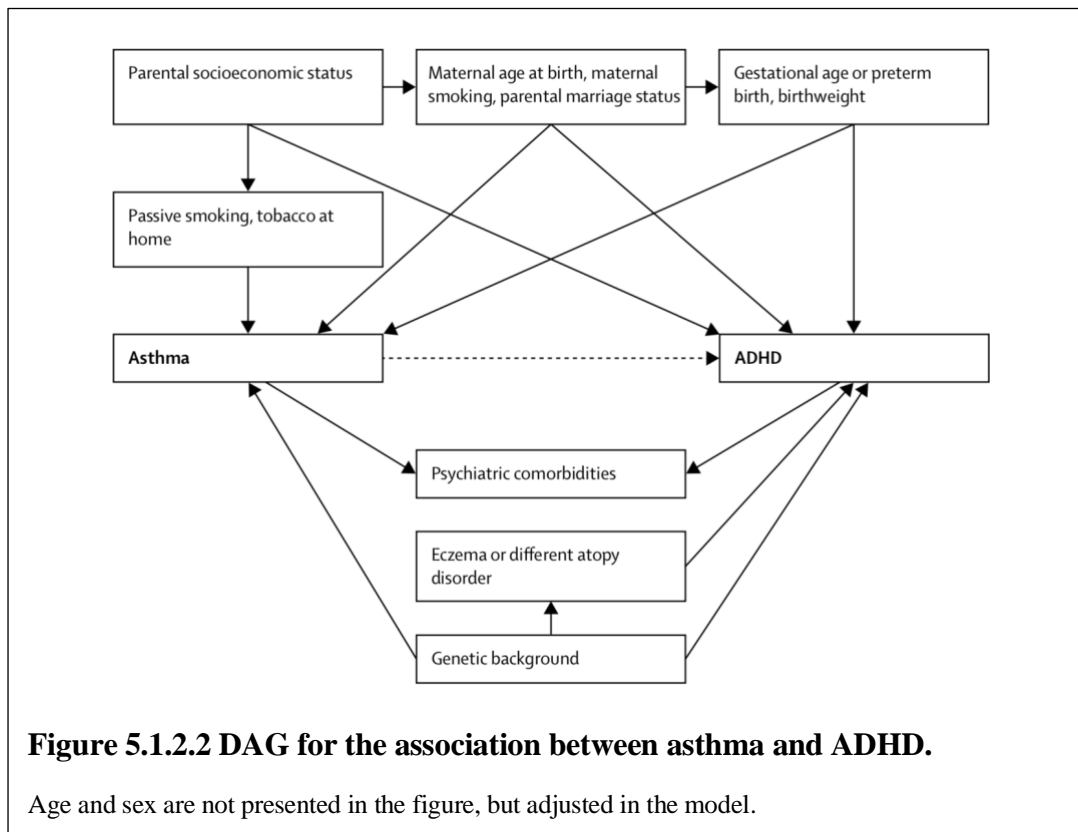 Parental socioeconomic status
Maternal age at birth, maternal
smoking, parental marriage status
Gestational age or preterm
birth, birthweight
Passive smoking, tobacco at
home
Asthma
ADHD
Psychiatric comorbidities
Eczema or different atopy
disorder
Genetic background
Figure 5.1.2.2 DAG for the association between asthma and ADHD.
Age and sex are not presented in the figure, but adjusted in the model.